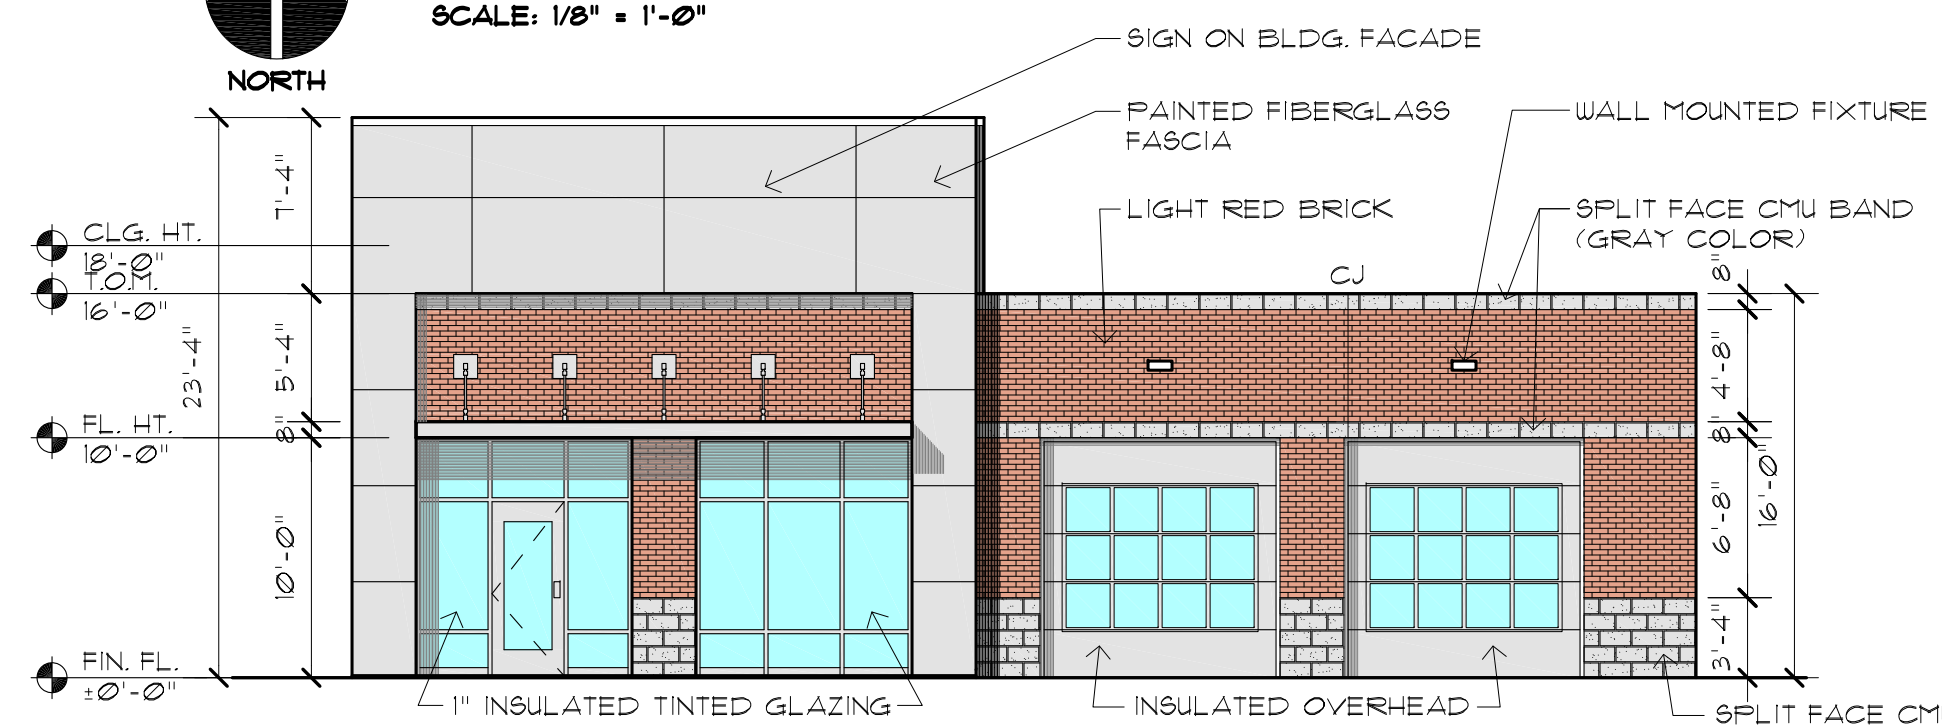 SCALE: 1/8" = 1'-0"
NORTH
SIGN ON BLDG. FACADE
PAINTED FIBERGLASS
FASCIA
WALL MOUNTED FIXTURE
LIGHT RED BRICK
SPLIT FACE CMU BAND
(GRAY COLOR)
CJ
CLG. HT.
18'-0"
T.O.M.
16'-0"
FL. HT.
10'-0"
FIN. FL.
±0'-0"
23'-4"
7'-4"
5'-4"
8"
10'-0"
8"
4'-8"
8"
6'-8"
3'-4"
16'-0"
1" INSULATED TINTED GLAZING
INSULATED OVERHEAD
SPLIT FACE CM